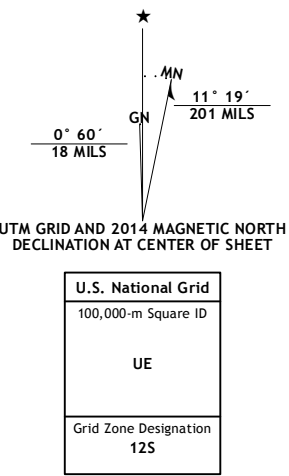 ★
MN
GN
11° 19´
201 MILS
0° 60´
18 MILS
UTM GRID AND 2014 MAGNETIC NORTH
DECLINATION AT CENTER OF SHEET
U.S. National Grid
100,000-m Square ID
UE
Grid Zone Designation
12S